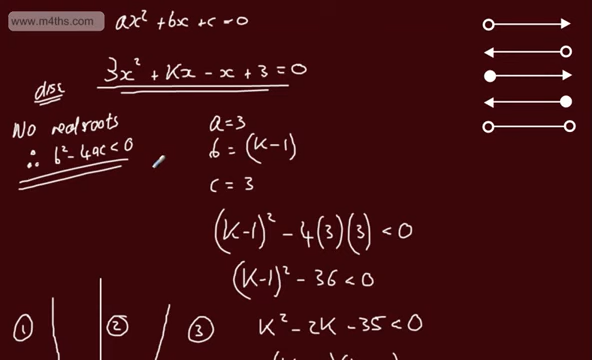 www.m4ths.com
ax² + bx + c = 0
3x² + Kx - x + 3 = 0
disc
No real roots
∴ b² - 4ac < 0
a = 3
b = (K-1)
c = 3
(K-1)² - 4(3)(3) < 0
(K-1)² - 36 < 0
K² - 2K - 35 < 0
① ② ③